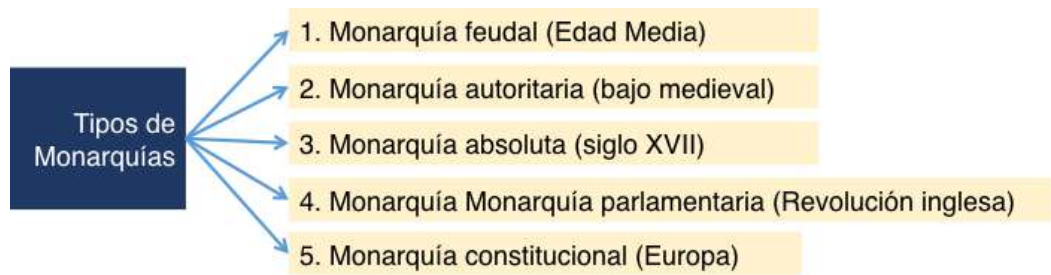 Tipos de
Monarquías
1. Monarquía feudal (Edad Media)
2. Monarquía autoritaria (bajo medieval)
3. Monarquía absoluta (siglo XVII)
4. Monarquía Monarquía parlamentaria (Revolución inglesa)
5. Monarquía constitucional (Europa)